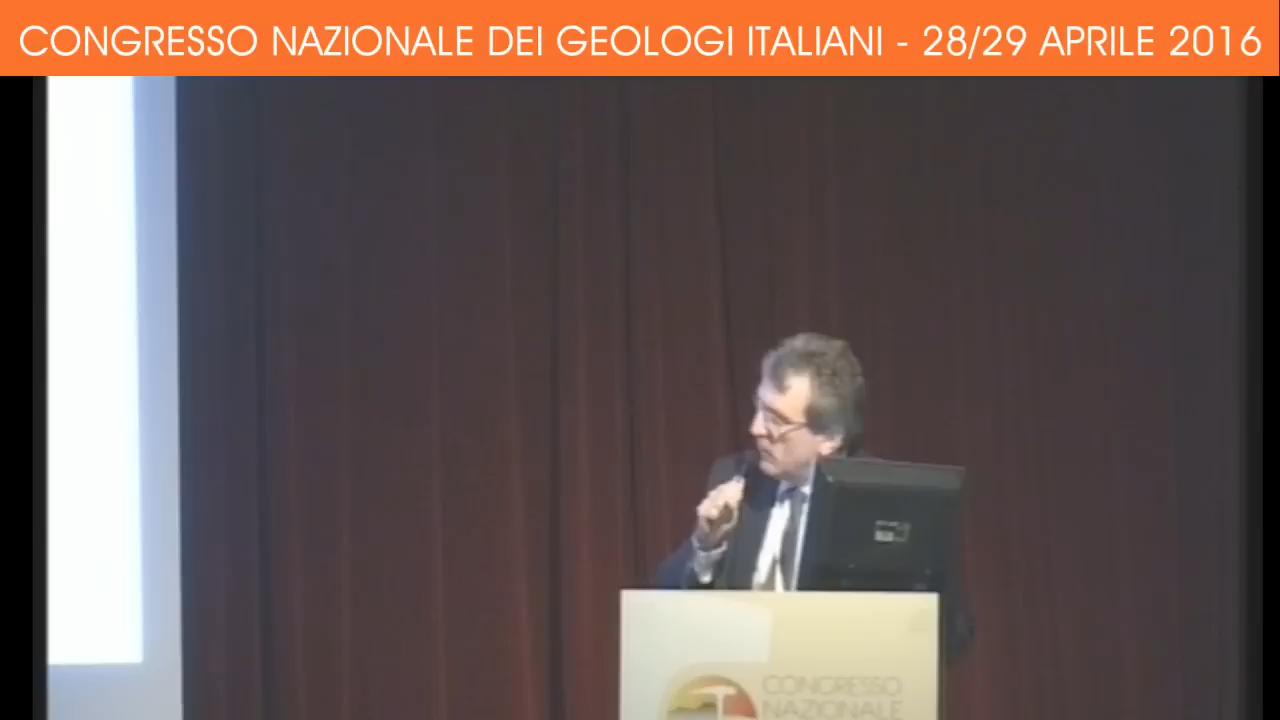 CONGRESSO NAZIONALE DEI GEOLOGI ITALIANI - 28/29 APRILE 2016
CONGRESSO
NAZIONALE